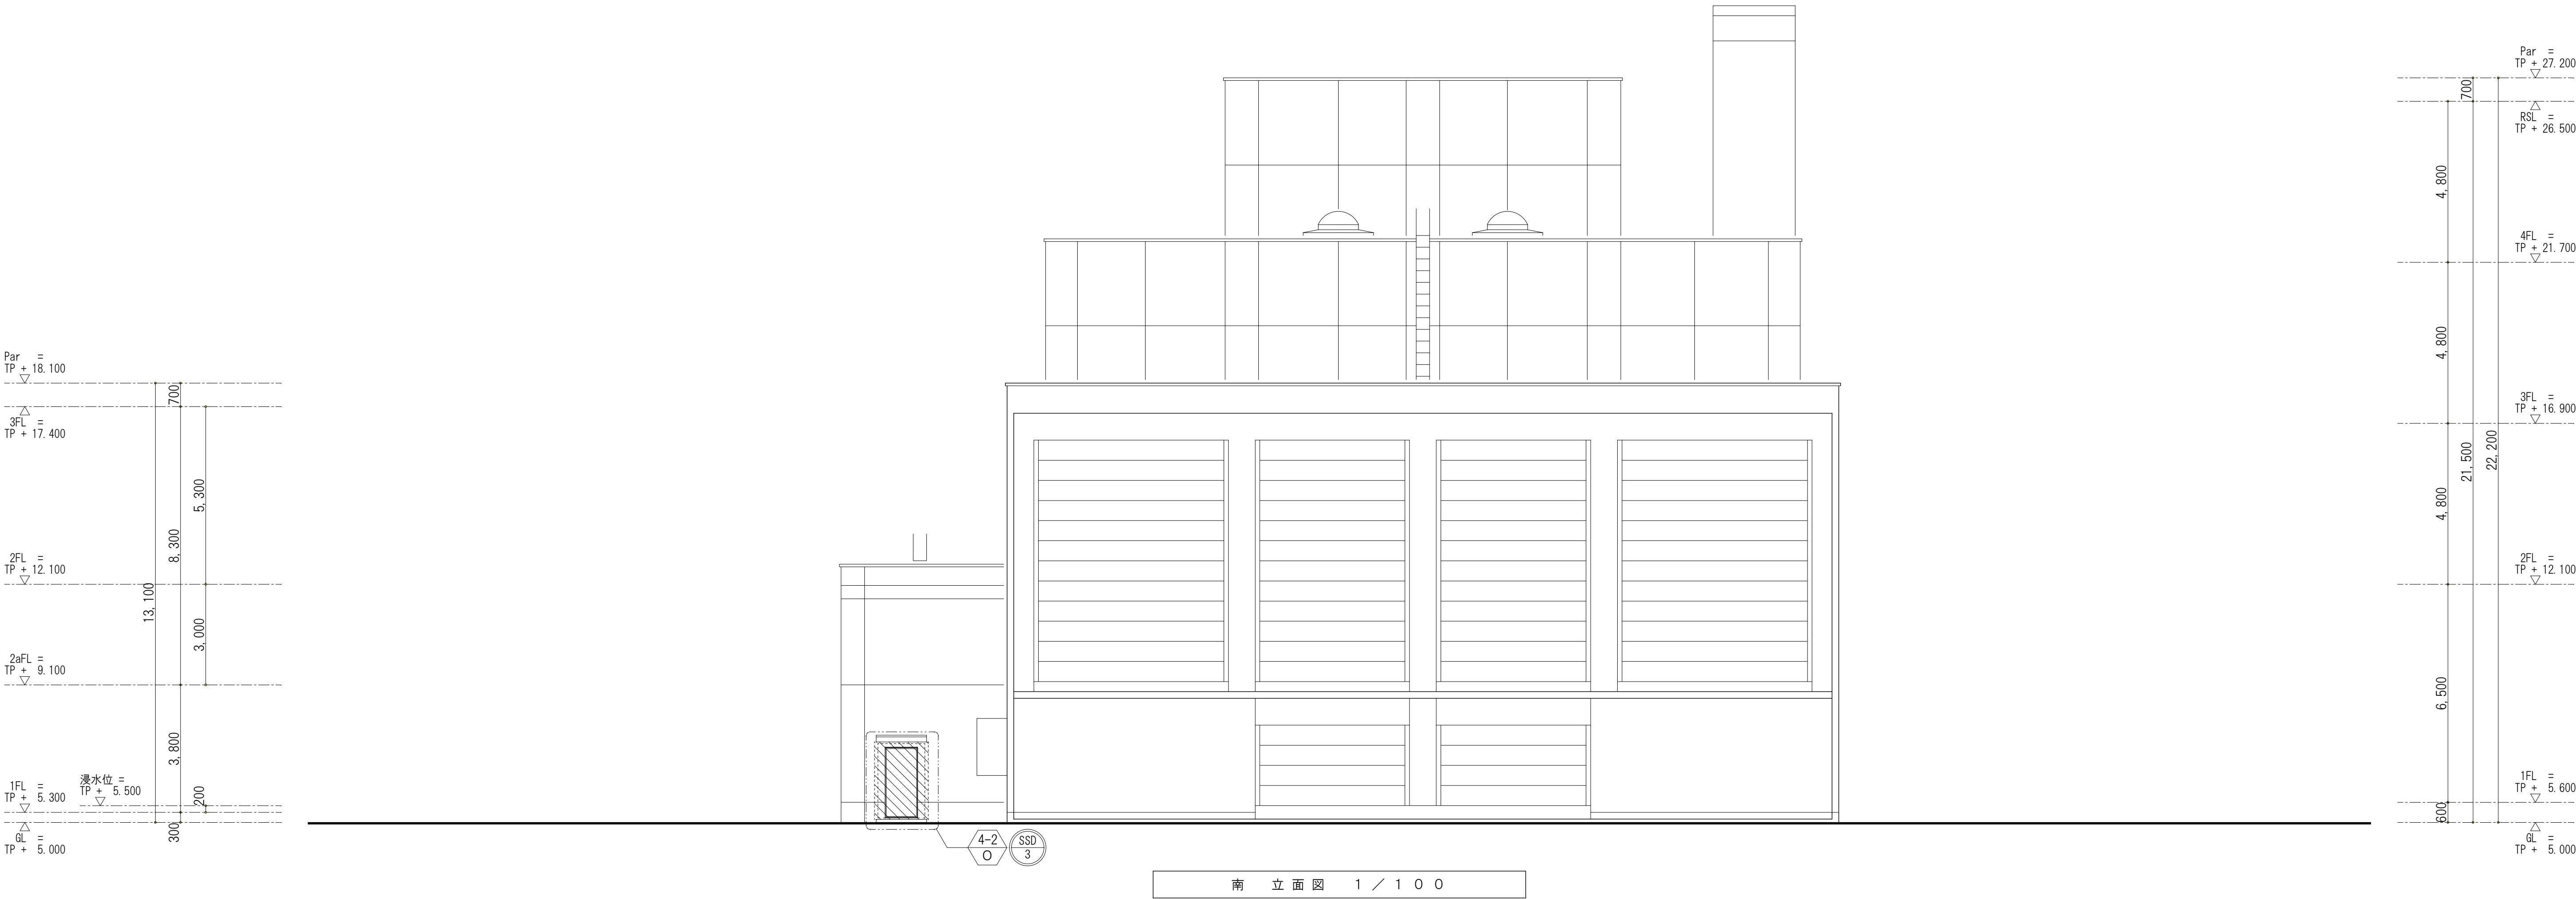 Par =
TP + 18.100
3FL =
TP + 17.400
2FL =
TP + 12.100
2aFL =
TP + 9.100
1FL =
TP + 5.300
浸水位 =
TP + 5.500
GL =
TP + 5.000
13,100
700
8,300
3,800
300
5,300
3,000
200
4-2
O
SSD
3
南 立面図 1/100
4,800
4,800
4,800
6,500
600
700
21,500
22,200
Par =
TP + 27.200
RSL =
TP + 26.500
4FL =
TP + 21.700
3FL =
TP + 16.900
2FL =
TP + 12.100
1FL =
TP + 5.600
GL =
TP + 5.000